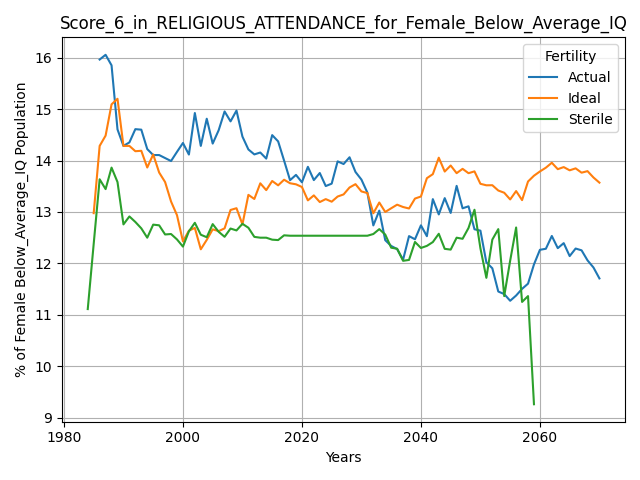 Score_6_in_RELIGIOUS_ATTENDANCE_for_Female_Below_Average_IQ
Fertility
Actual
Ideal
Sterile
% of Female Below_Average_IQ Population
16
15
14
13
12
11
10
9
1980
2000
2020
2040
2060
Years